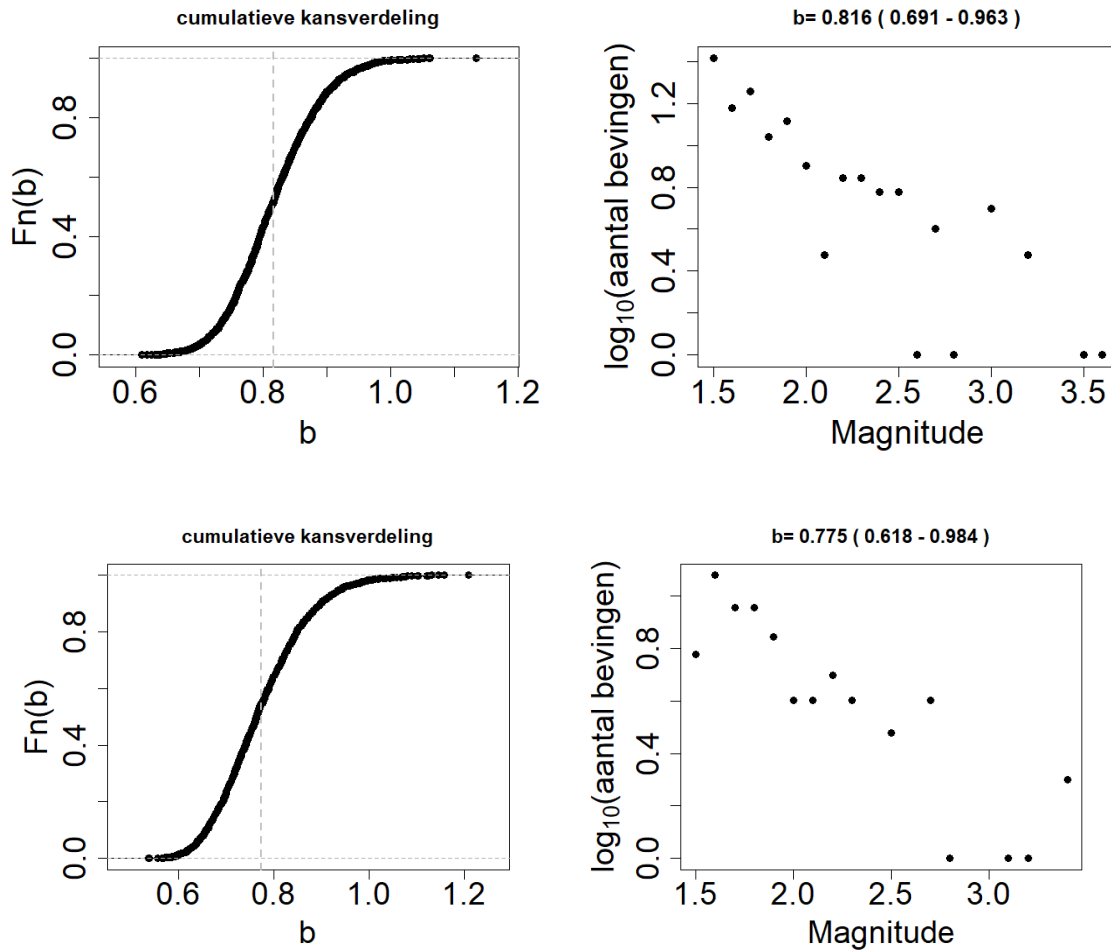 cumulatieve kansverdeling
Fn(b)
0.0 0.4 0.8
0.6 0.8 1.0 1.2
b
b= 0.816 ( 0.691 - 0.963 )
log10(aantal bevingen)
0.0 0.4 0.8 1.2
1.5 2.0 2.5 3.0 3.5
Magnitude
cumulatieve kansverdeling
Fn(b)
0.0 0.4 0.8
0.6 0.8 1.0 1.2
b
b= 0.775 ( 0.618 - 0.984 )
log10(aantal bevingen)
0.0 0.4 0.8
1.5 2.0 2.5 3.0
Magnitude